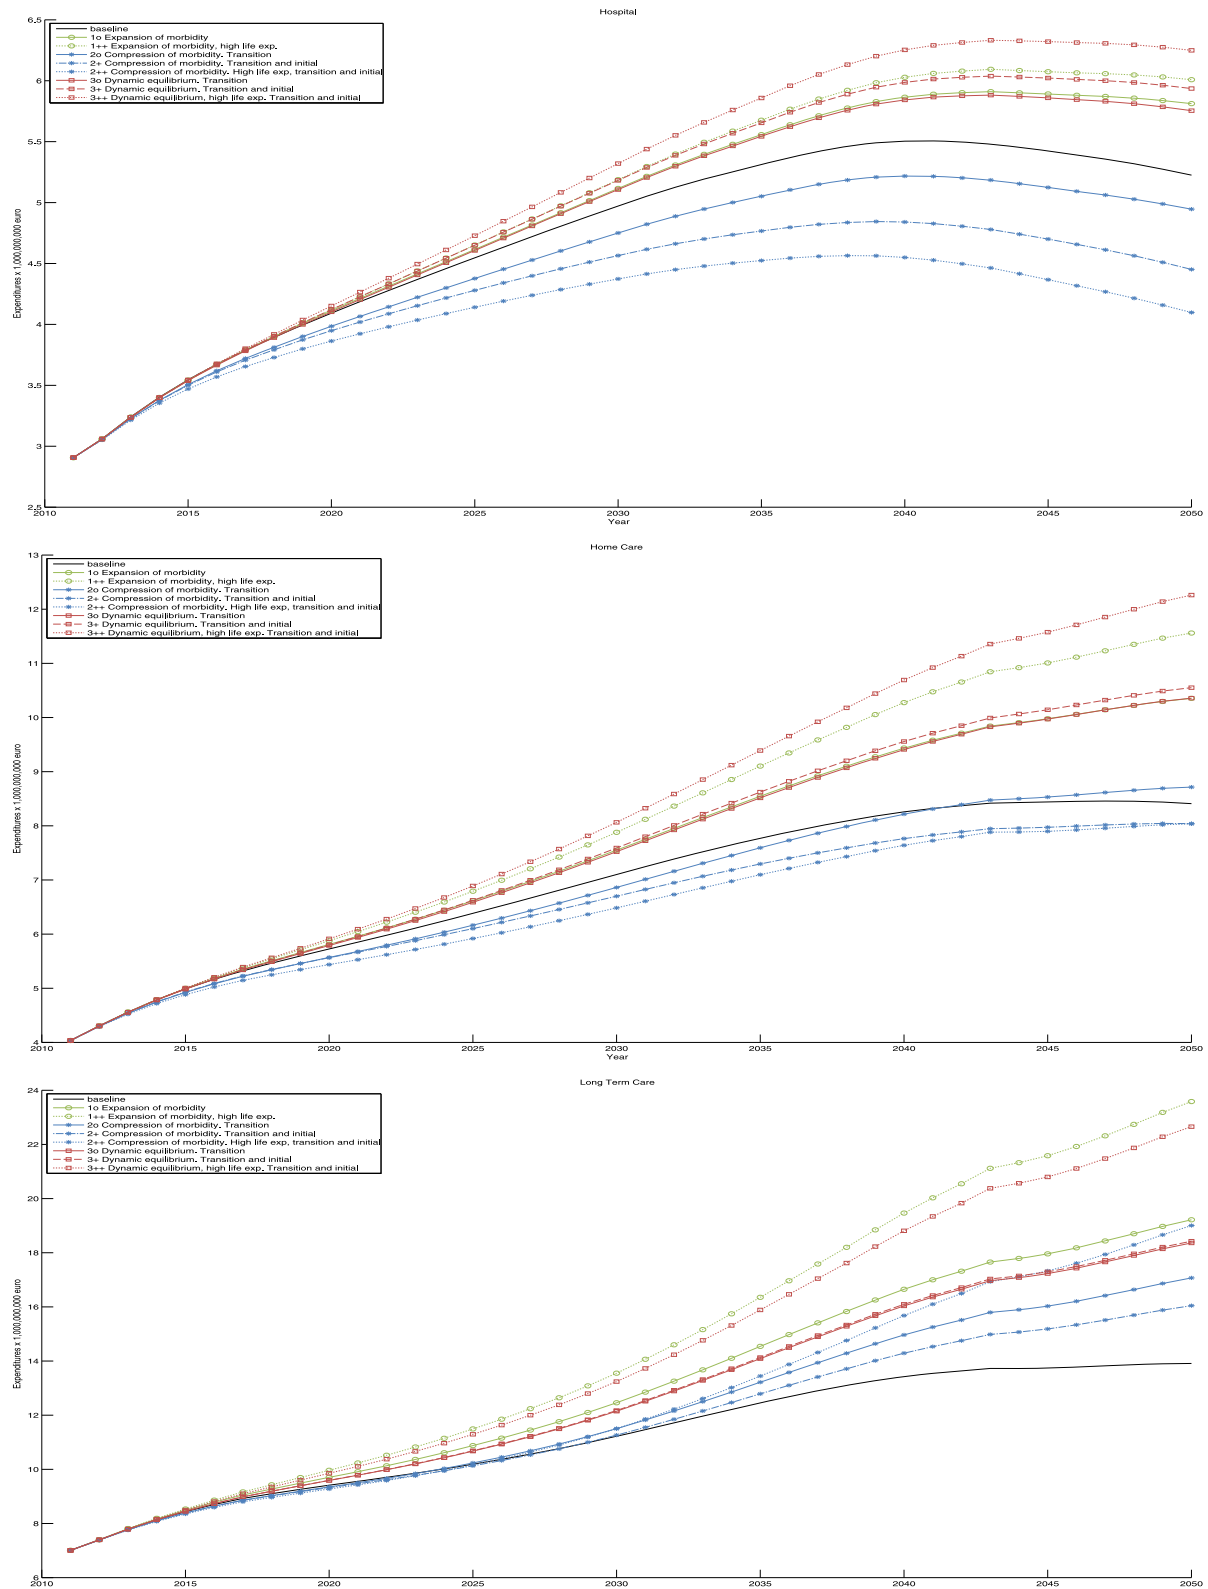 Hospital
6.5
baseline
1o Expansion of morbidity
1++ Expansion of morbidity, high life exp.
2o Compression of morbidity. Transition
2+ Compression of morbidity. Transition and initial
2++ Compression of morbidity. High life exp, transition and initial
3o Dynamic equilibrium. Transition
3+ Dynamic equilibrium. Transition and initial
3++ Dynamic equilibrium, high life exp. Transition and initial
6
5.5
5
4.5
4
3.5
3
2.5
Expenditures x 1,000,000,000 euro
2010 2015 2020 2025 2030 2035 2040 2045 2050
Year
Home Care
13
baseline
1o Expansion of morbidity
1++ Expansion of morbidity, high life exp.
2o Compression of morbidity. Transition
2+ Compression of morbidity. Transition and initial
2++ Compression of morbidity. High life exp, transition and initial
3o Dynamic equilibrium. Transition
3+ Dynamic equilibrium. Transition and initial
3++ Dynamic equilibrium, high life exp. Transition and initial
12
11
10
9
8
7
6
5
4
Expenditures x 1,000,000,000 euro
2010 2015 2020 2025 2030 2035 2040 2045 2050
Year
Long Term Care
24
baseline
1o Expansion of morbidity
1++ Expansion of morbidity, high life exp.
2o Compression of morbidity. Transition
2+ Compression of morbidity. Transition and initial
2++ Compression of morbidity. High life exp, transition and initial
3o Dynamic equilibrium. Transition
3+ Dynamic equilibrium. Transition and initial
3++ Dynamic equilibrium, high life exp. Transition and initial
22
20
18
16
14
12
10
8
6
Expenditures x 1,000,000,000 euro
2010 2015 2020 2025 2030 2035 2040 2045 2050